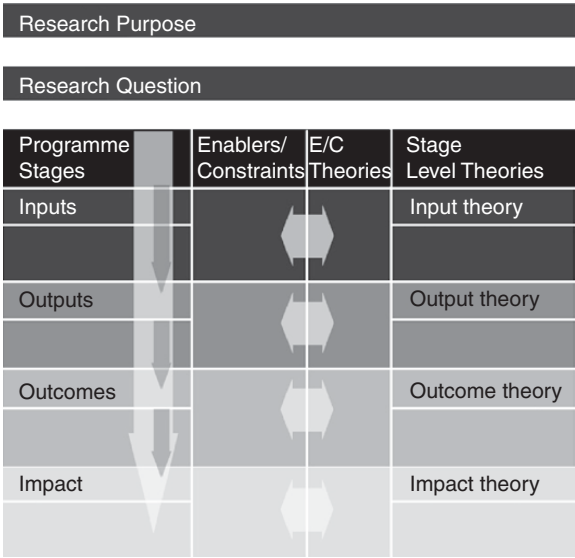 Research Purpose
Research Question
Programme Stages
Enablers/ Constraints
E/C Theories
Stage Level Theories
Inputs
Input theory
Outputs
Output theory
Outcomes
Outcome theory
Impact
Impact theory